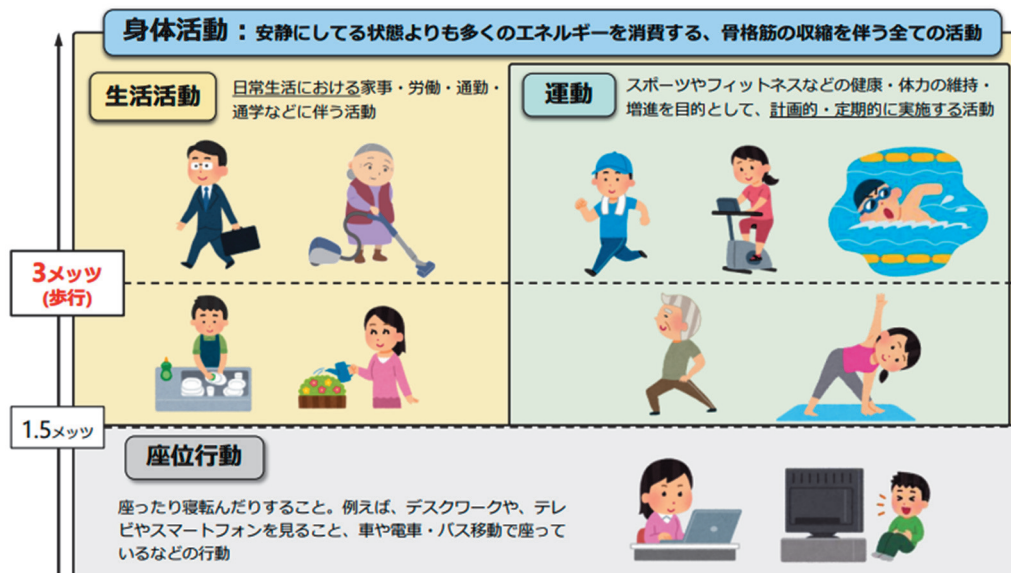 身体活動：安静にしてる状態よりも多くのエネルギーを消費する、骨格筋の収縮を伴う全ての活動
生活活動
日常生活における家事・労働・通勤・
通学などに伴う活動
運動
スポーツやフィットネスなどの健康・体力の維持・
増進を目的として、計画的・定期的に実施する活動
3メッツ
(歩行)
1.5メッツ
座位行動
座ったり寝転んだりすること。例えば、デスクワークや、テレ
ビやスマートフォンを見ること、車や電車・バス移動で座って
いるなどの行動